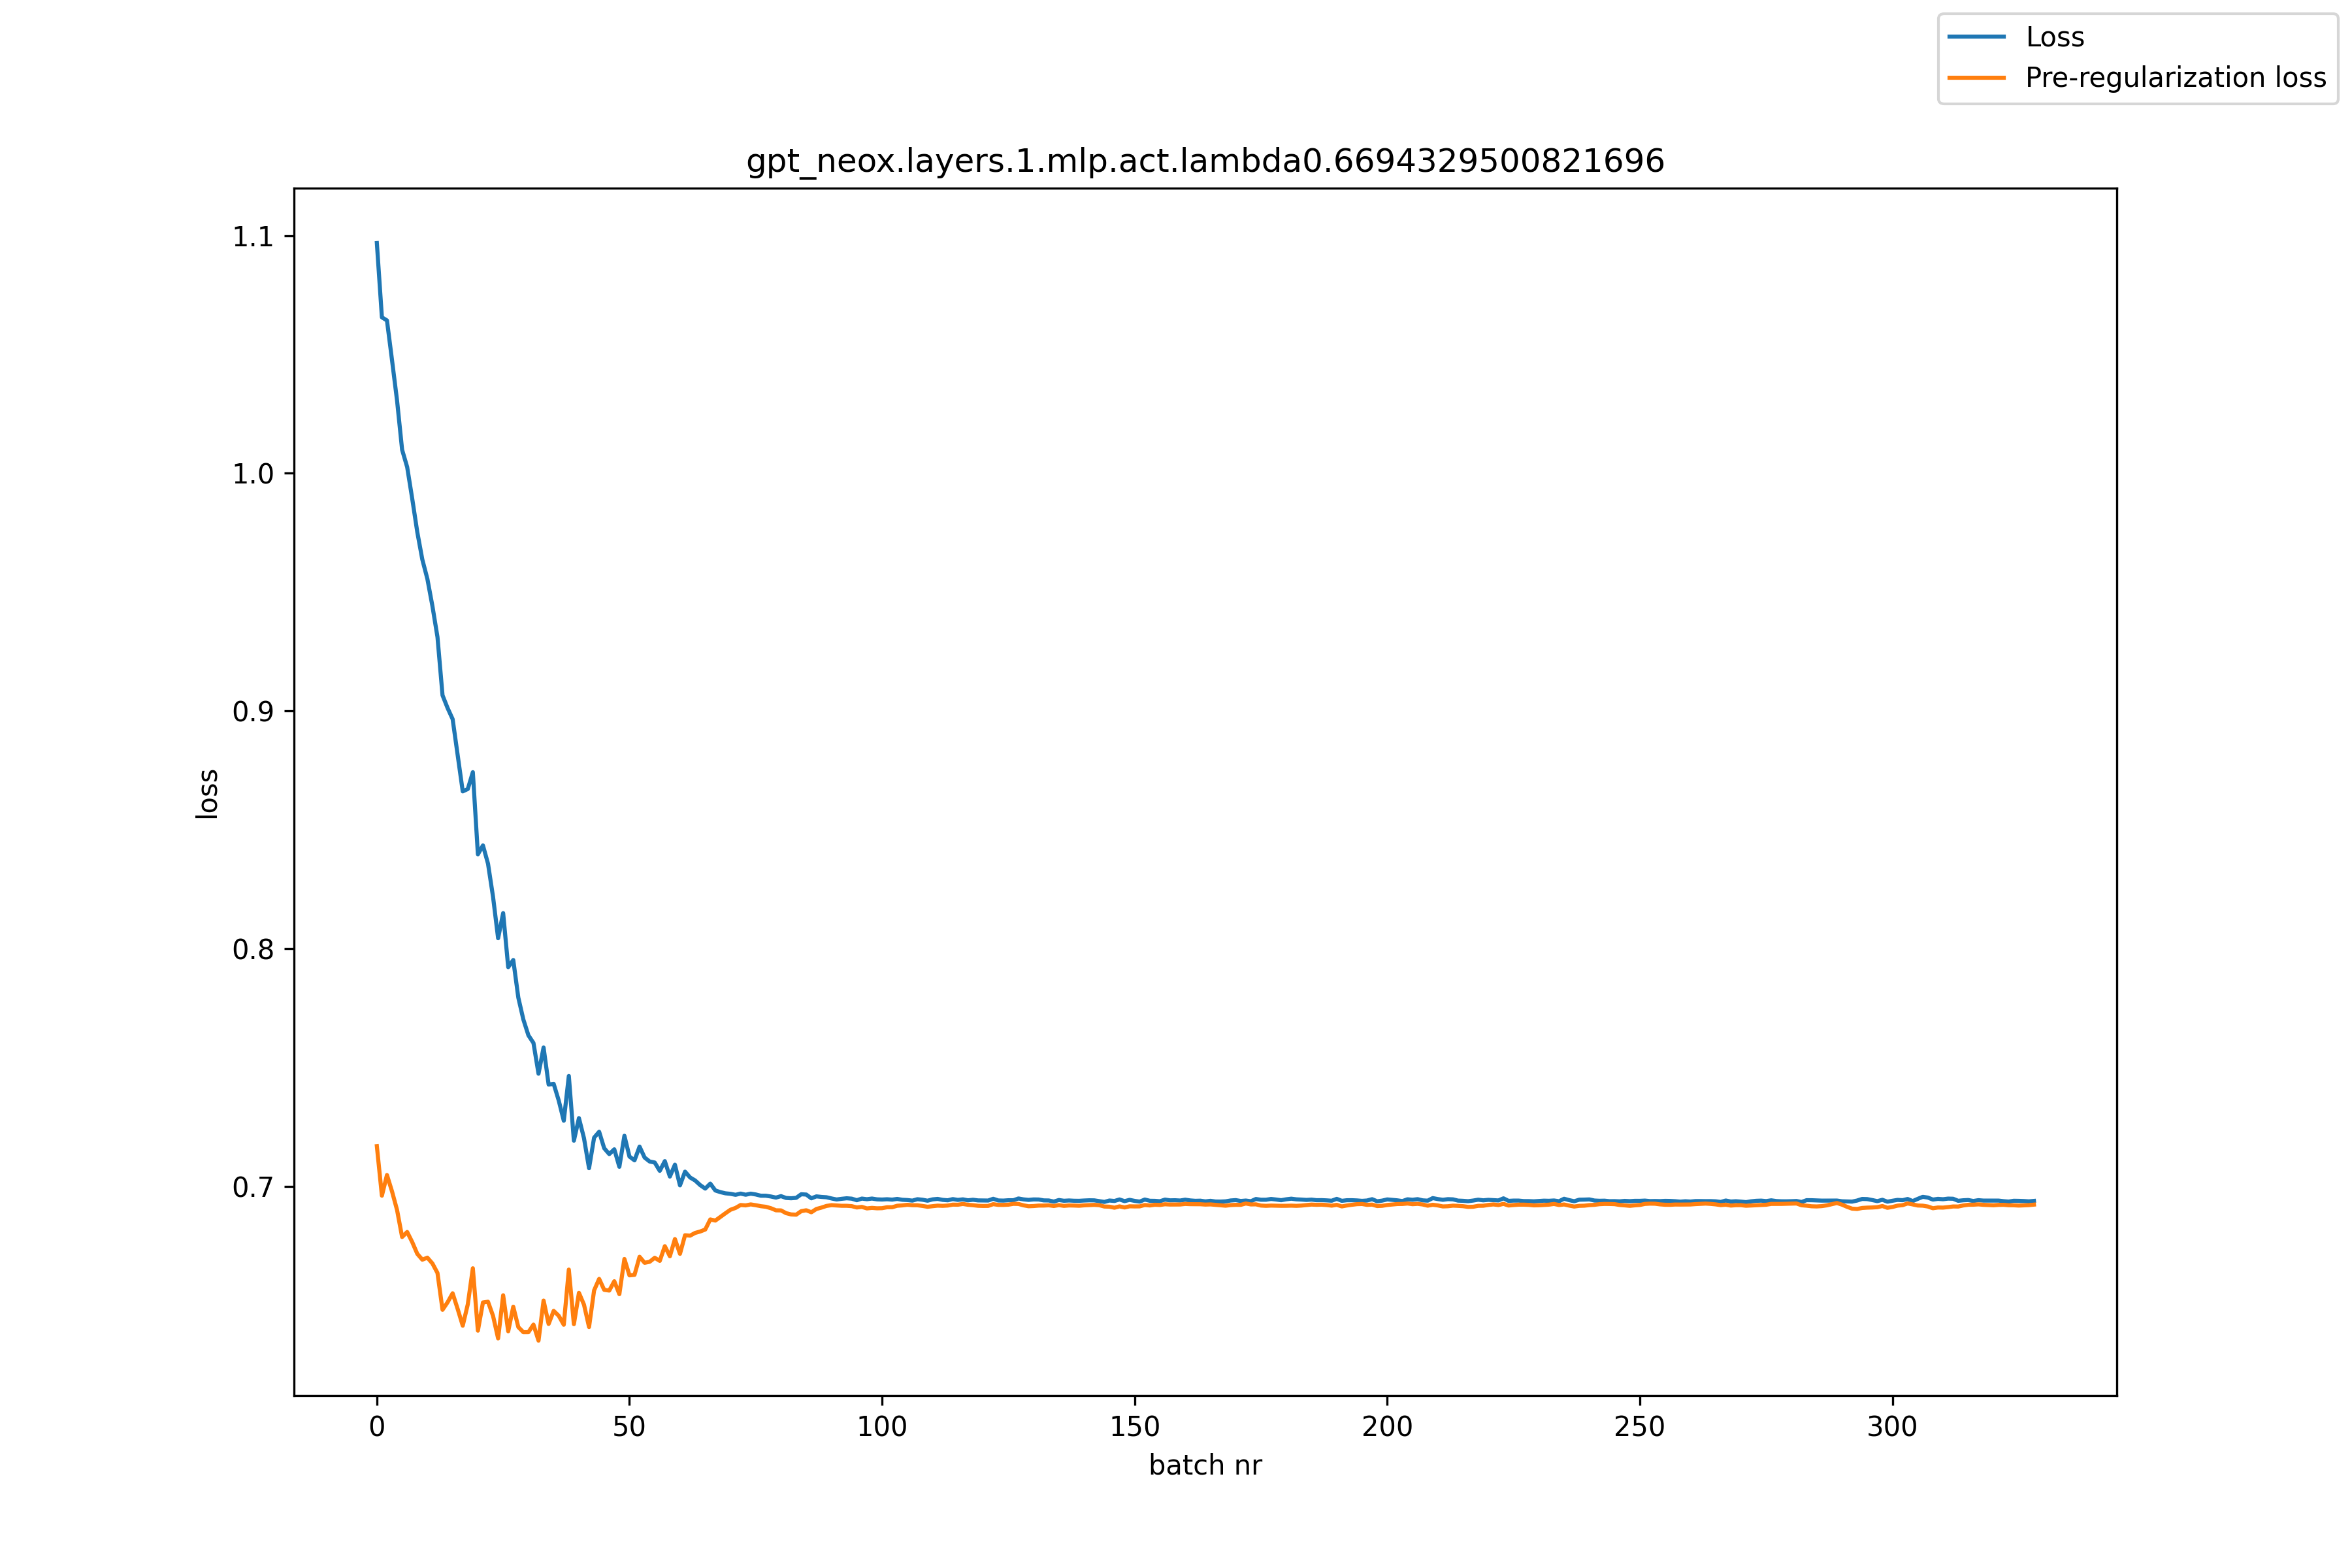 Loss
Pre-regularization loss
gpt_neox.layers.1.mlp.act.lambda0.6694329500821696
1.1
1.0
0.9
0.8
0.7
loss
0 50 100 150 200 250 300
batch nr